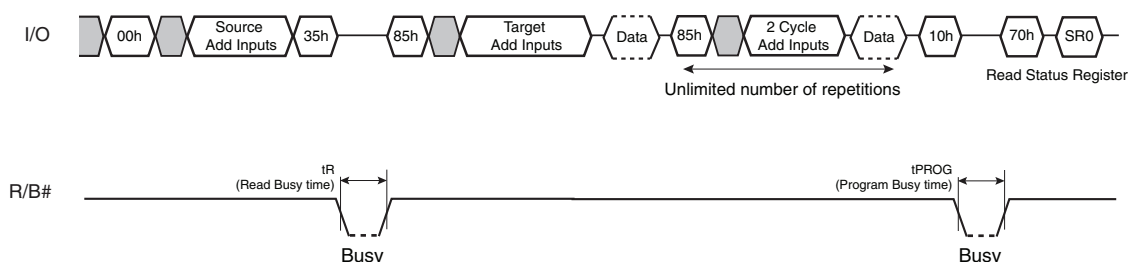 I/O
00h
Source
Add Inputs
35h
85h
Target
Add Inputs
Data
85h
2 Cycle
Add Inputs
Data
10h
70h
SR0
Unlimited number of repetitions
Read Status Register
R/B#
tR
(Read Busy time)
Busy
tPROG
(Program Busy time)
Busy